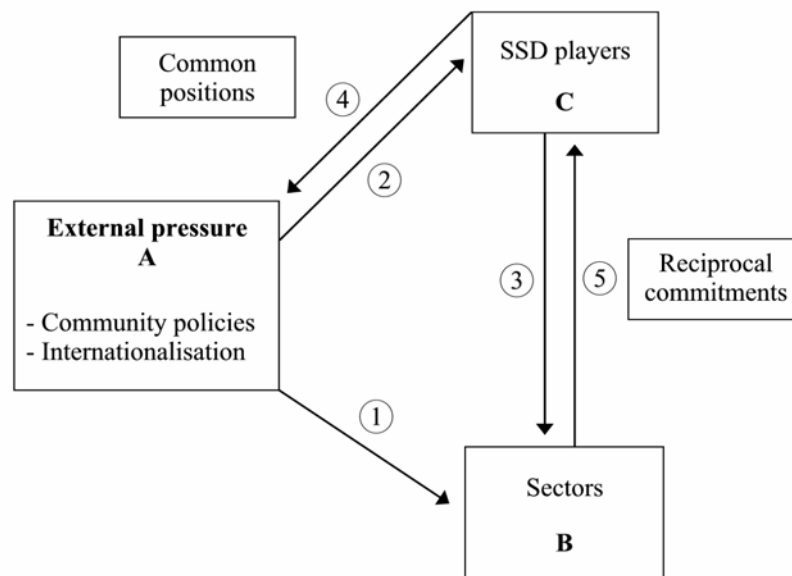 Common
positions
SSD players
C
4
2
External pressure
A
- Community policies
- Internationalisation
3
5
Reciprocal
commitments
1
Sectors
B